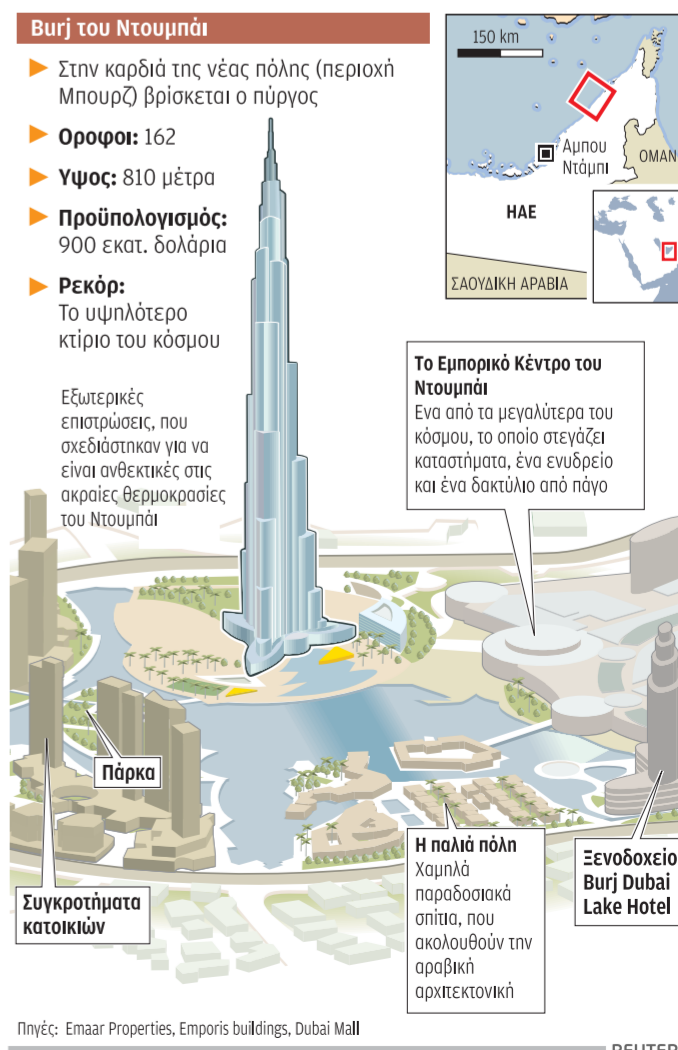 Burj του Ντουμπάι
Στην καρδιά της νέας πόλης (περιοχή
Μπουρζ) βρίσκεται ο πύργος
Οροφοι: 162
Υψος: 810 μέτρα
Προϋπολογισμός:
900 εκατ. δολάρια
Ρεκόρ:
Το υψηλότερο
κτίριο του κόσμου
Εξωτερικές
επιστρώσεις, που
σχεδιάστηκαν για να
είναι ανθεκτικές στις
ακραίες θερμοκρασίες
του Ντουμπάι
150 km
Αμπου
Ντάμπι
ΟΜΑΝ
ΗΑΕ
ΣΑΟΥΔΙΚΗ ΑΡΑΒΙΑ
Το Εμπορικό Κέντρο του
Ντουμπάι
Ενα από τα μεγαλύτερα του
κόσμου, το οποίο στεγάζει
καταστήματα, ένα ενυδρείο
και ένα δακτύλιο από πάγο
Πάρκα
Συγκροτήματα
κατοικιών
Η παλιά πόλη
Χαμηλά
παραδοσιακά
σπίτια, που
ακολουθούν την
αραβική
αρχιτεκτονική
Ξενοδοχείο
Burj Dubai
Lake Hotel
Πηγές: Emaar Properties, Emporis buildings, Dubai Mall
REUTER